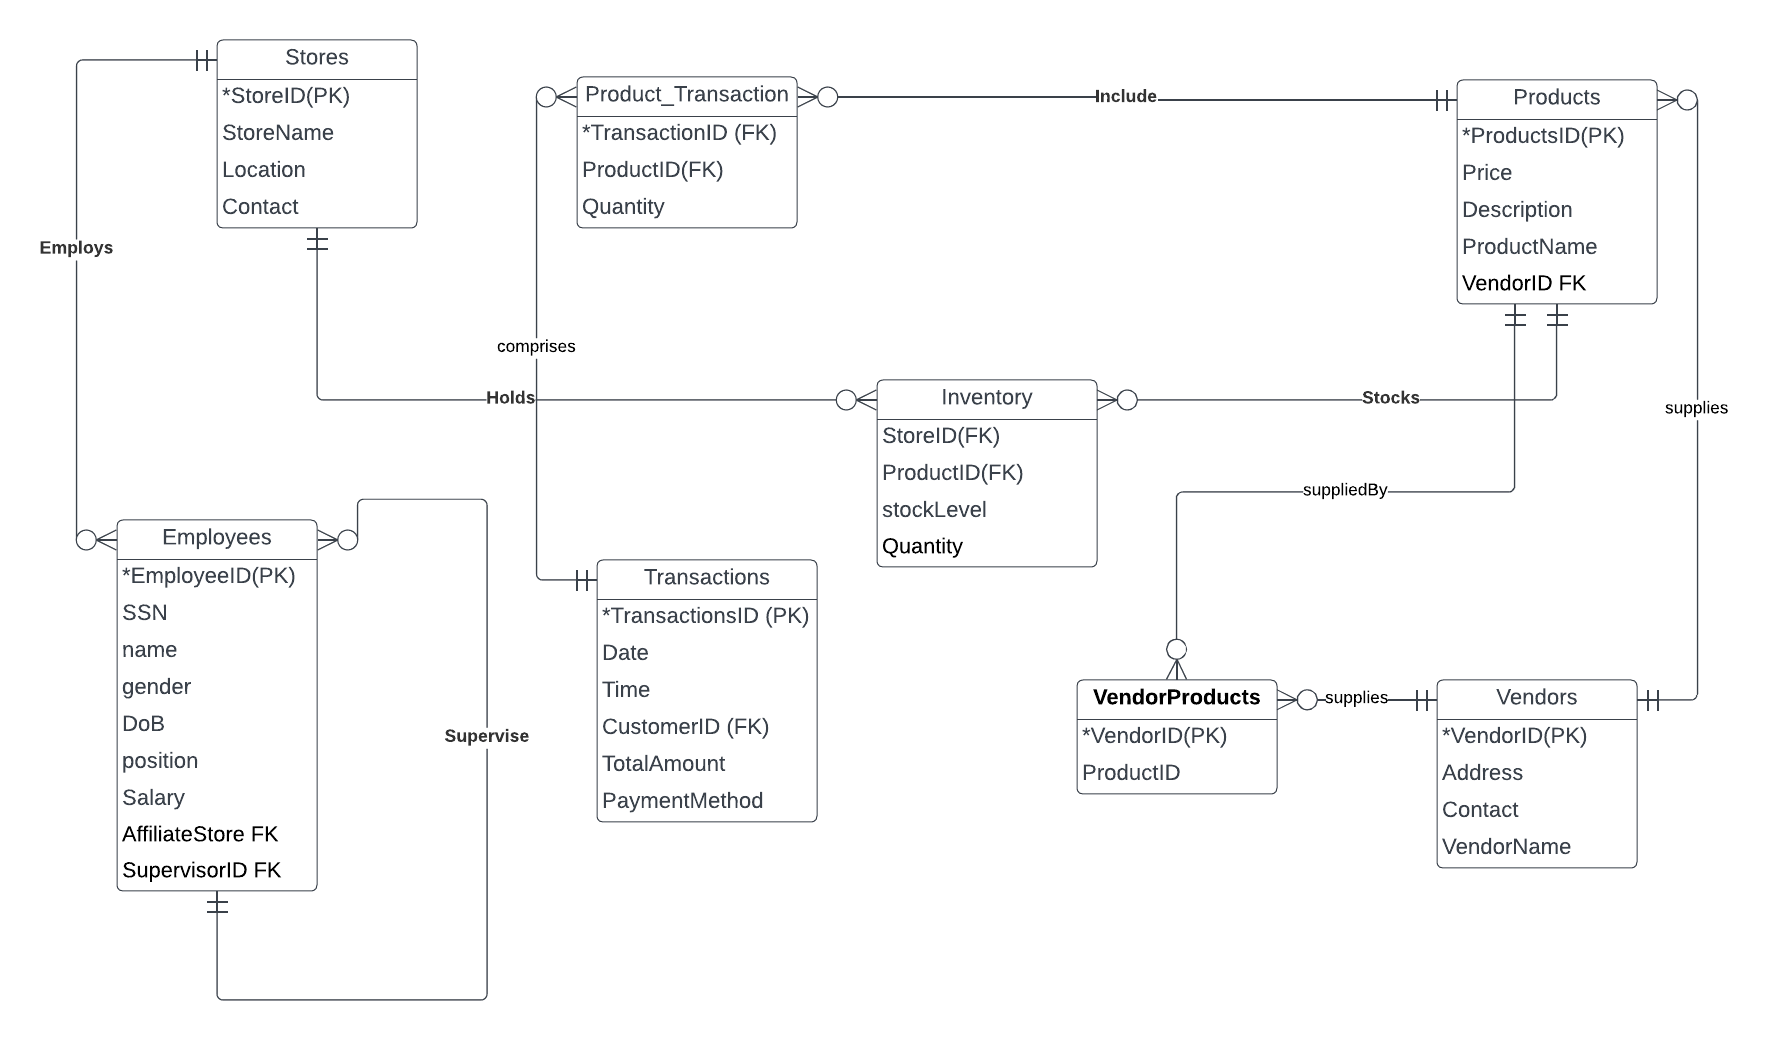 Stores
*StoreID(PK)
StoreName
Location
Contact
Product_Transaction
*TransactionID (FK)
ProductID(FK)
Quantity
Include
Products
*ProductsID(PK)
Price
Description
ProductName
VendorID FK
Employs
comprises
Holds
Inventory
StoreID(FK)
ProductID(FK)
stockLevel
Quantity
Stocks
supplies
suppliedBy
Employees
*EmployeeID(PK)
SSN
name
gender
DoB
position
Salary
AffiliateStore FK
SupervisorID FK
Supervise
Transactions
*TransactionsID (PK)
Date
Time
CustomerID (FK)
TotalAmount
PaymentMethod
VendorProducts
*VendorID(PK)
ProductID
supplies
Vendors
*VendorID(PK)
Address
Contact
VendorName